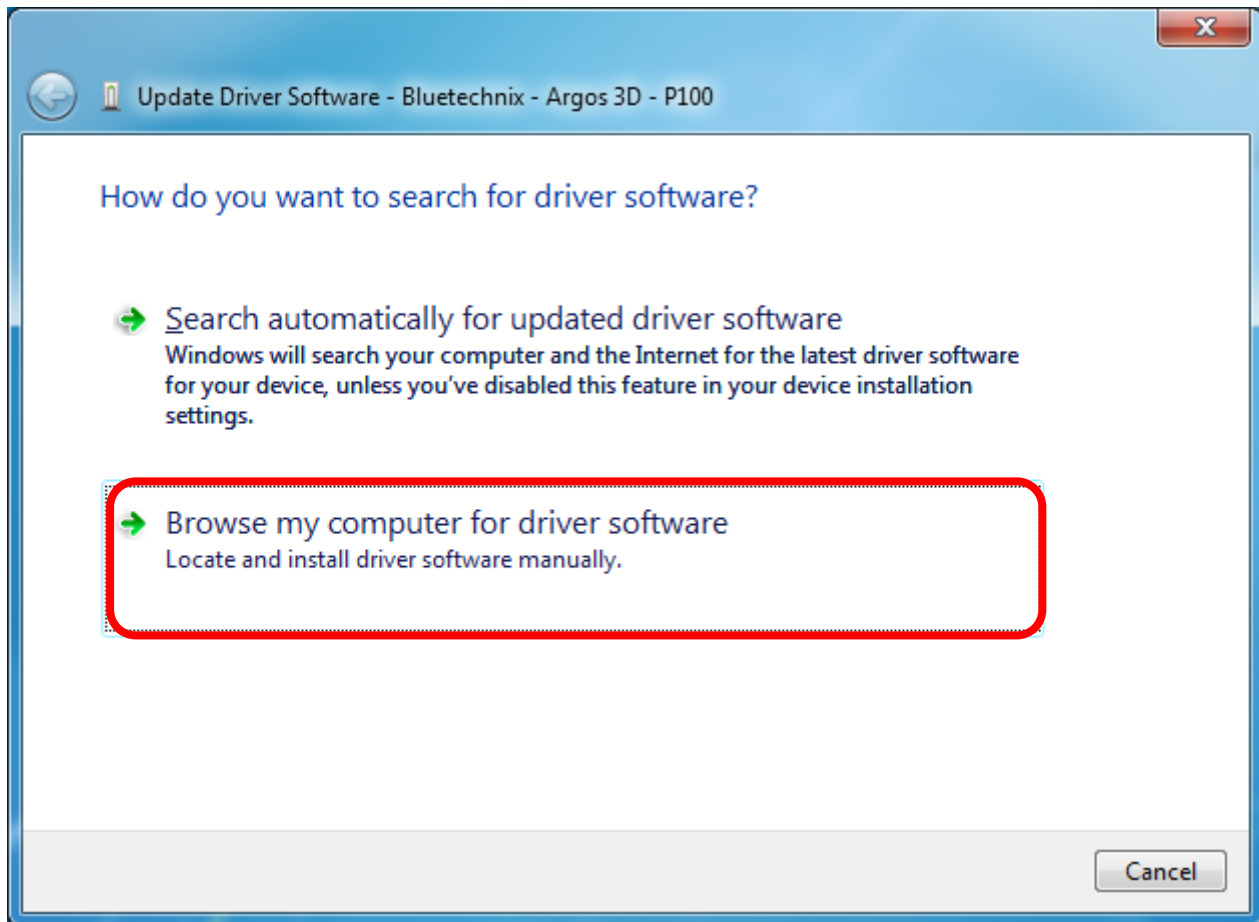 Update Driver Software - Bluetechnix - Argos 3D - P100
How do you want to search for driver software?
Search automatically for updated driver software
Windows will search your computer and the Internet for the latest driver software
for your device, unless you've disabled this feature in your device installation
settings.
Browse my computer for driver software
Locate and install driver software manually.
Cancel